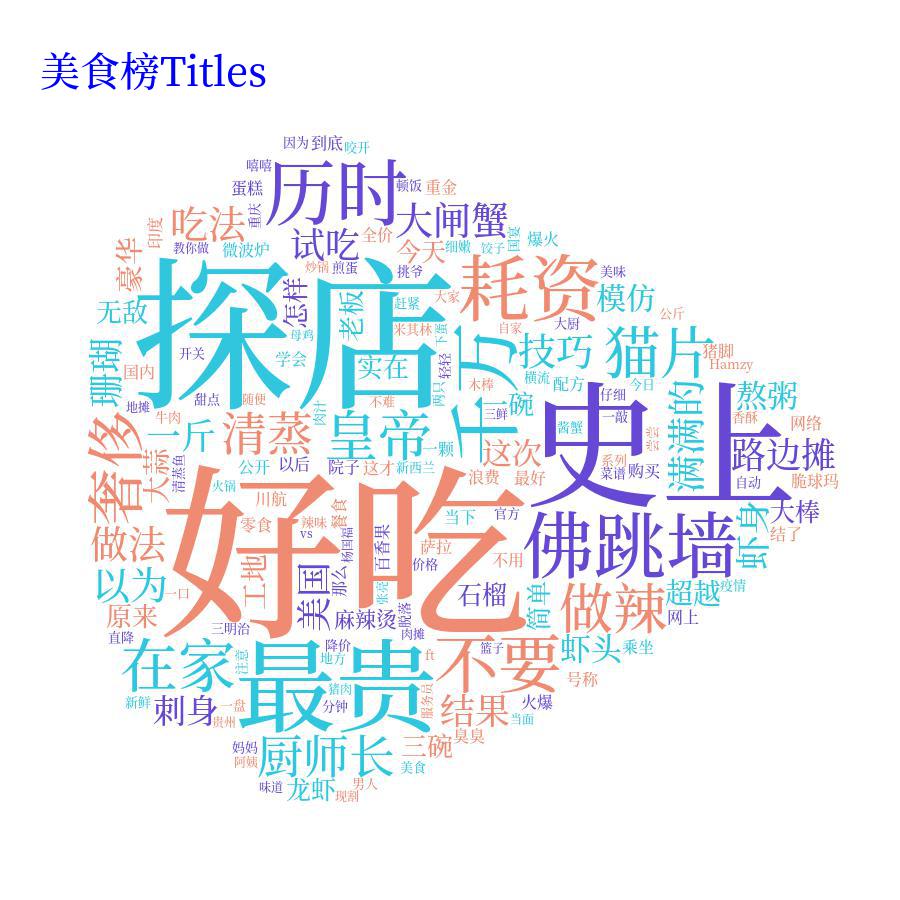 美食榜Titles
因为
到底
咬开
嘻嘻
历时
顿饭
重金
蛋糕
重庆
大闸蟹
吃法
印度
试吃
全价
今天
细嫩
饺子
国宴
爆火
教你做
微波炉
豪华
炒锅
煎蛋
挑爷
耗资
美味
探店
怎样
老板
赶紧
大家
模仿
无敌
母鸡
米其林
下蛋
自家
大厨
公斤
珊瑚
开关
学会
实在
轻轻
千万
技巧
猫片
猪脚
Hamzy
国内
木棒
横流
配方
今日
地摊
甜点
随便
肉汁
不难
两只
三鲜
一碗
仔细
史上
满满的
熬粥
香酥
奢侈
牛肉
一斤
清蒸
皇帝
一颗
酱蟹
一敲
尝尝
网络
大蒜
清蒸鱼
公开
以后
院子
这才
新西兰
这次
系列
菜谱
购买
路边摊
自动
脆球玛
火锅
浪费
最好
好吃
川航
零食
辣味
vs
餐食
杨国福
百香果
当下
官方
佛跳墙
虾身
大棒
结了
做法
工地
美国
那么
价格
萨拉
不用
以为
一口
张亮
石榴
简单
做辣
超越
疫情
原来
麻辣烫
脱落
网上
直降
三明治
肉摊
降价
地方
注意
在家
最贵
ft
不要
篮子
虾头
乘坐
号称
猪肉
新鲜
刺身
一盘
贵州
分钟
服务员
结果
火爆
当面
臭臭
妈妈
厨师长
三碗
阿姨
美食
味道
龙虾
男人
现割